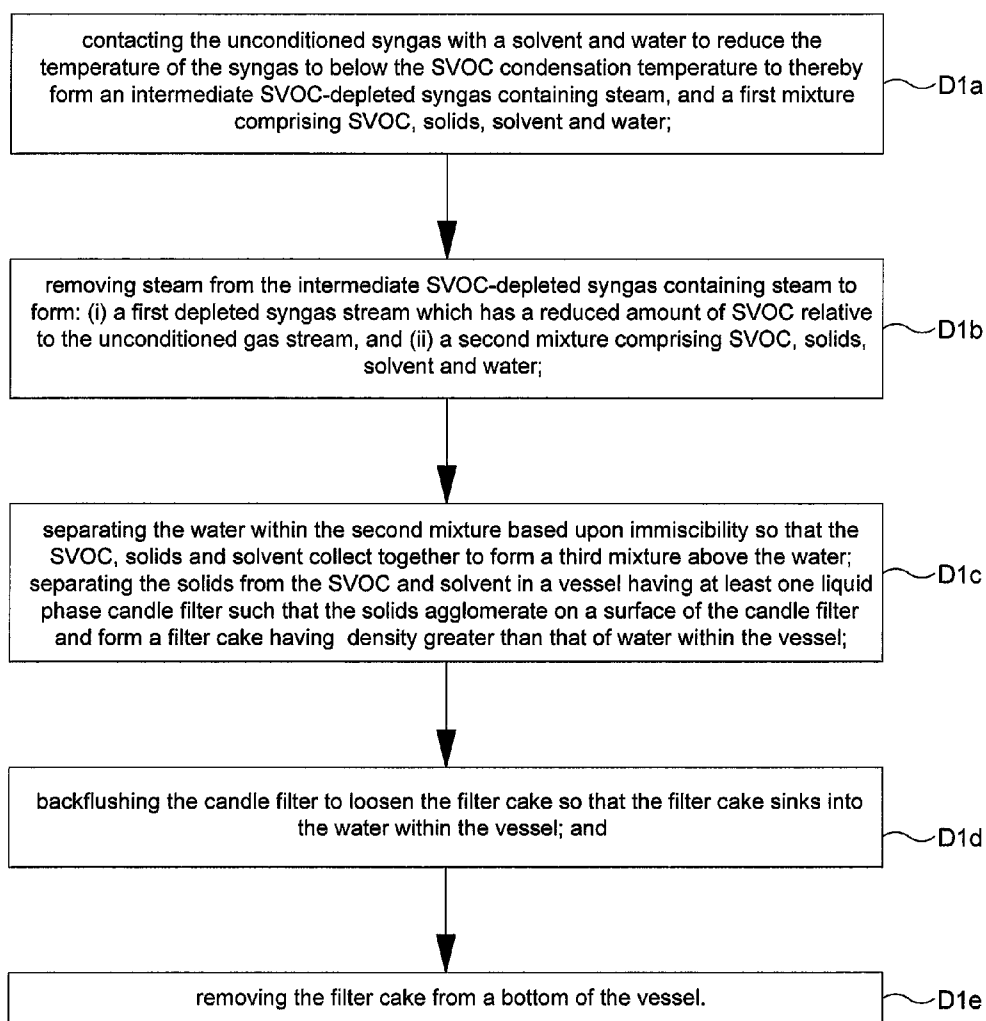 contacting the unconditioned syngas with a solvent and water to reduce the
temperature of the syngas to below the SVOC condensation temperature to thereby
form an intermediate SVOC-depleted syngas containing steam, and a first mixture
comprising SVOC, solids, solvent and water;
D1a
removing steam from the intermediate SVOC-depleted syngas containing steam to
form: (i) a first depleted syngas stream which has a reduced amount of SVOC relative
to the unconditioned gas stream, and (ii) a second mixture comprising SVOC, solids,
solvent and water;
D1b
separating the water within the second mixture based upon immiscibility so that the
SVOC, solids and solvent collect together to form a third mixture above the water;
separating the solids from the SVOC and solvent in a vessel having at least one liquid
phase candle filter such that the solids agglomerate on a surface of the candle filter
and form a filter cake having density greater than that of water within the vessel;
D1c
backflushing the candle filter to loosen the filter cake so that the filter cake sinks into
the water within the vessel; and
D1d
removing the filter cake from a bottom of the vessel.
D1e